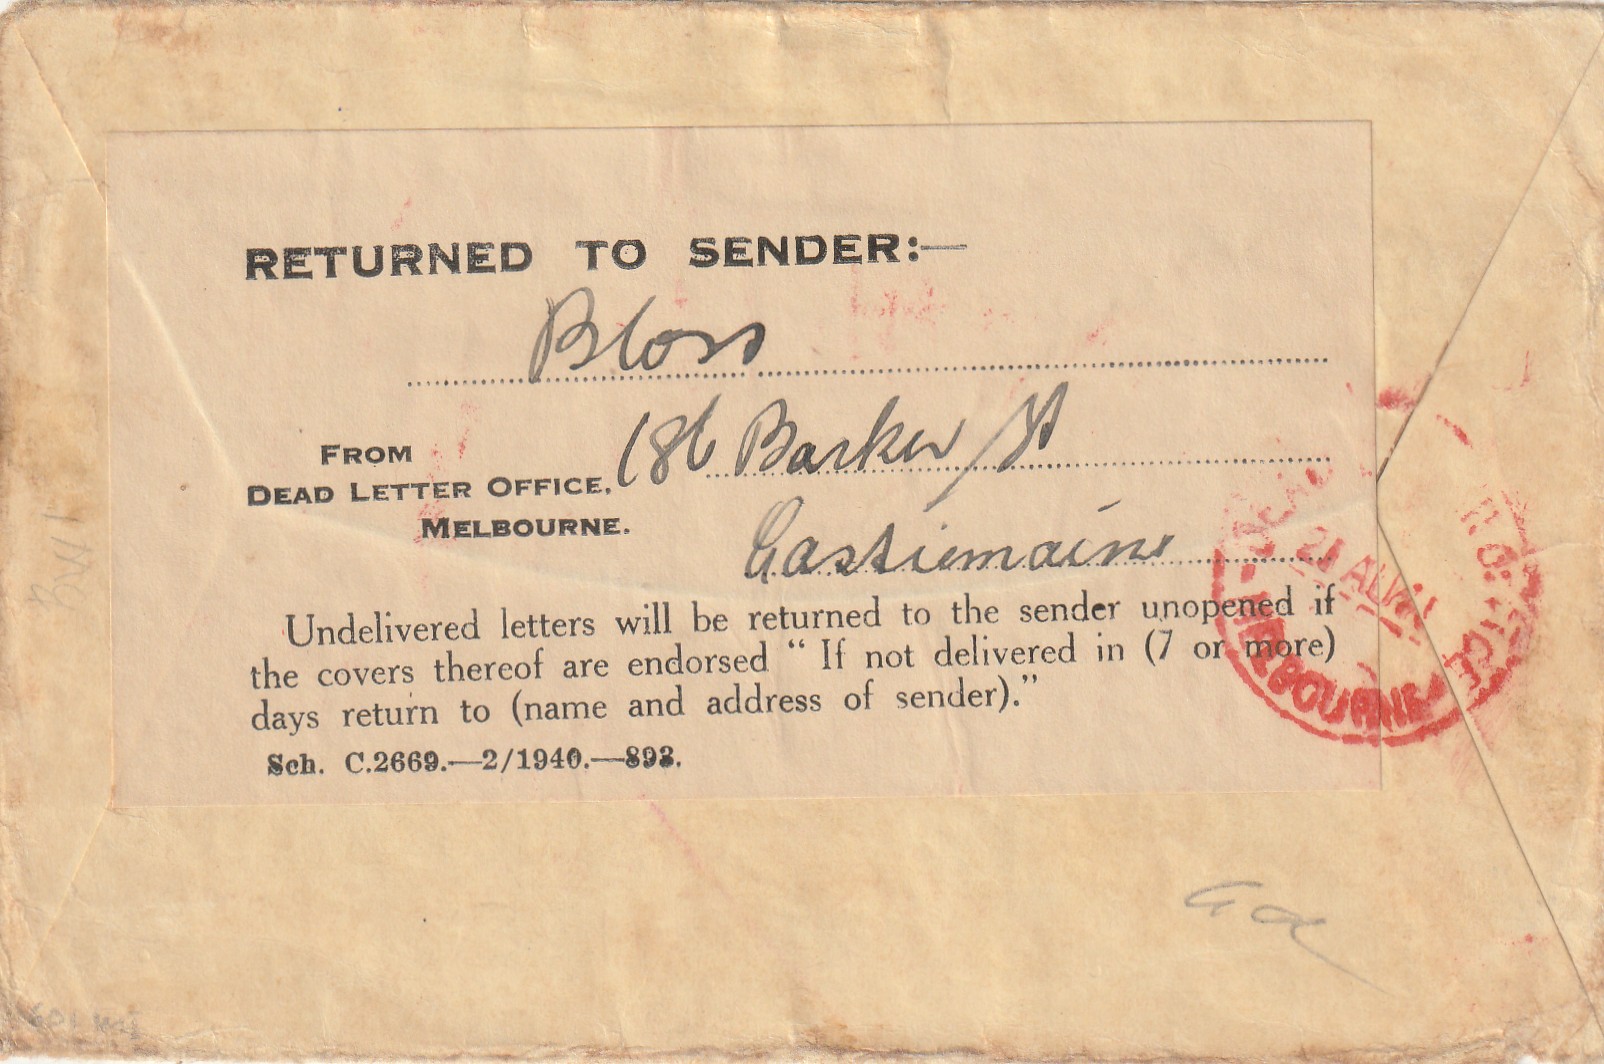 RETURNED TO SENDER:—
Bloss
186 Barker St
FROM
DEAD LETTER OFFICE,
MELBOURNE.
Castlemaine
Undelivered letters will be returned to the sender unopened if
the covers thereof are endorsed “ If not delivered in (7 or more)
days return to (name and address of sender).”
Sch. C.2669.—2/1940.—893.
MELBOURNE